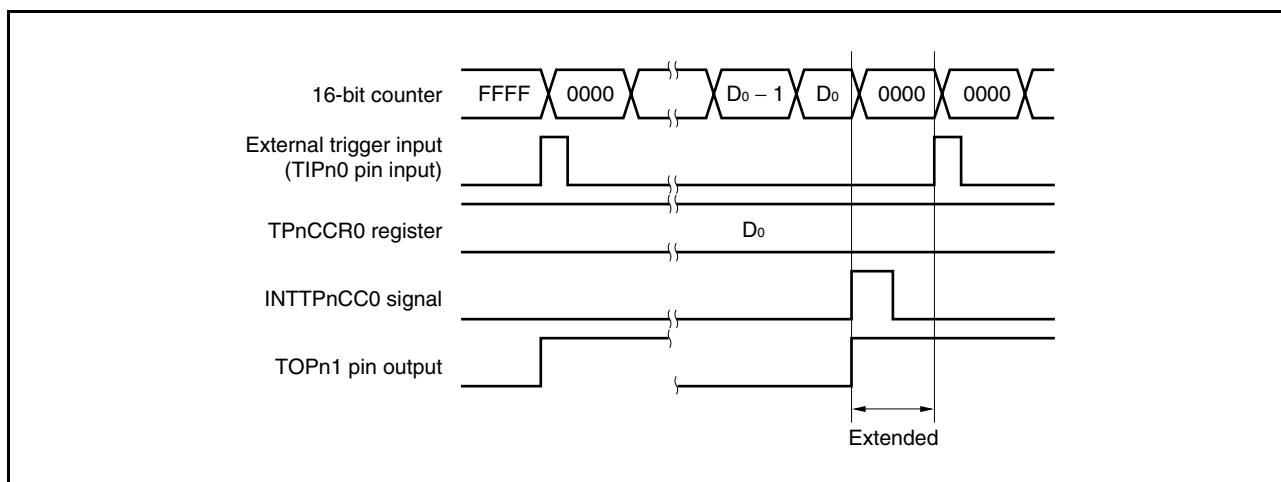 16-bit counter FFFF 0000 D₀ − 1 D₀ 0000 0000
External trigger input
(TIPn0 pin input)
TPnCCR0 register D₀
INTTPnCC0 signal
TOPn1 pin output
Extended